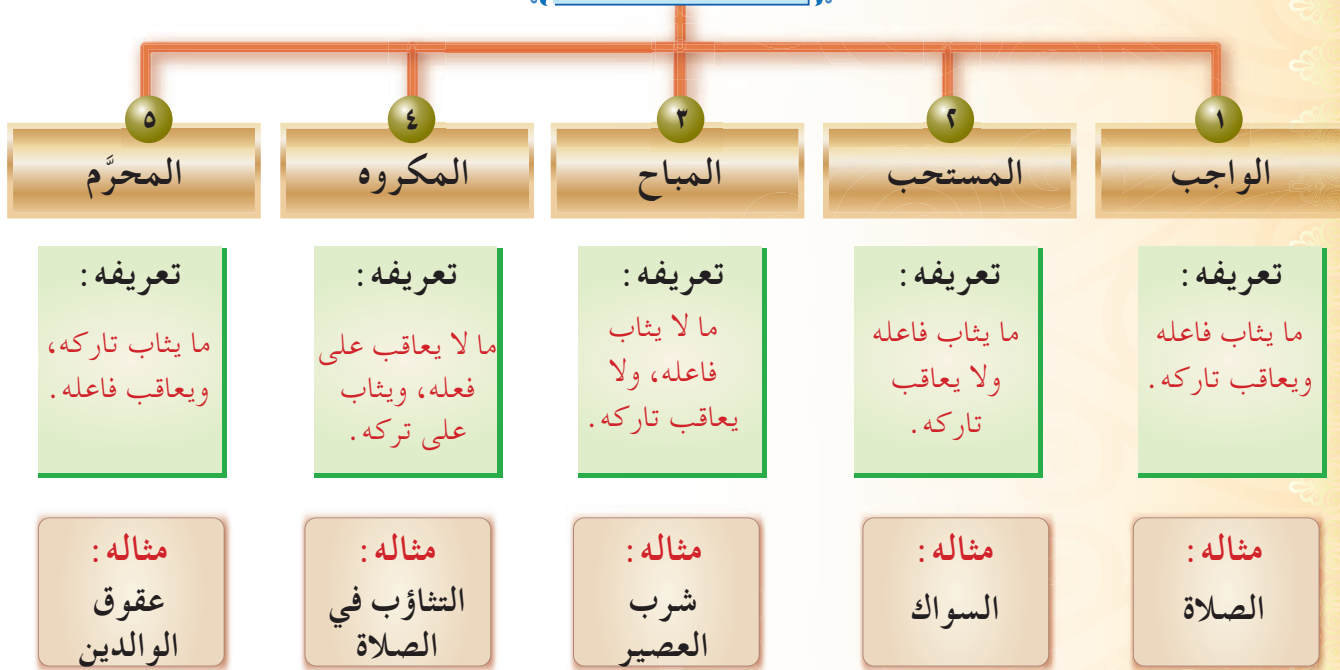 ١
الواجب
تعريفه:
ما يثاب فاعله
ويعاقب تاركه.
مثاله:
الصلاة
٢
المستحب
تعريفه:
ما يثاب فاعله
ولا يعاقب
تاركه.
مثاله:
السواك
٣
المباح
تعريفه:
ما لا يثاب
فاعله، ولا
يعاقب تاركه.
مثاله:
شرب
العصير
٤
المكروه
تعريفه:
ما لا يعاقب على
فعله، ويثاب
على تركه.
مثاله:
التثاؤب في
الصلاة
٥
المحرَّم
تعريفه:
ما يثاب تاركه،
ويعاقب فاعله.
مثاله:
عقوق
الوالدين